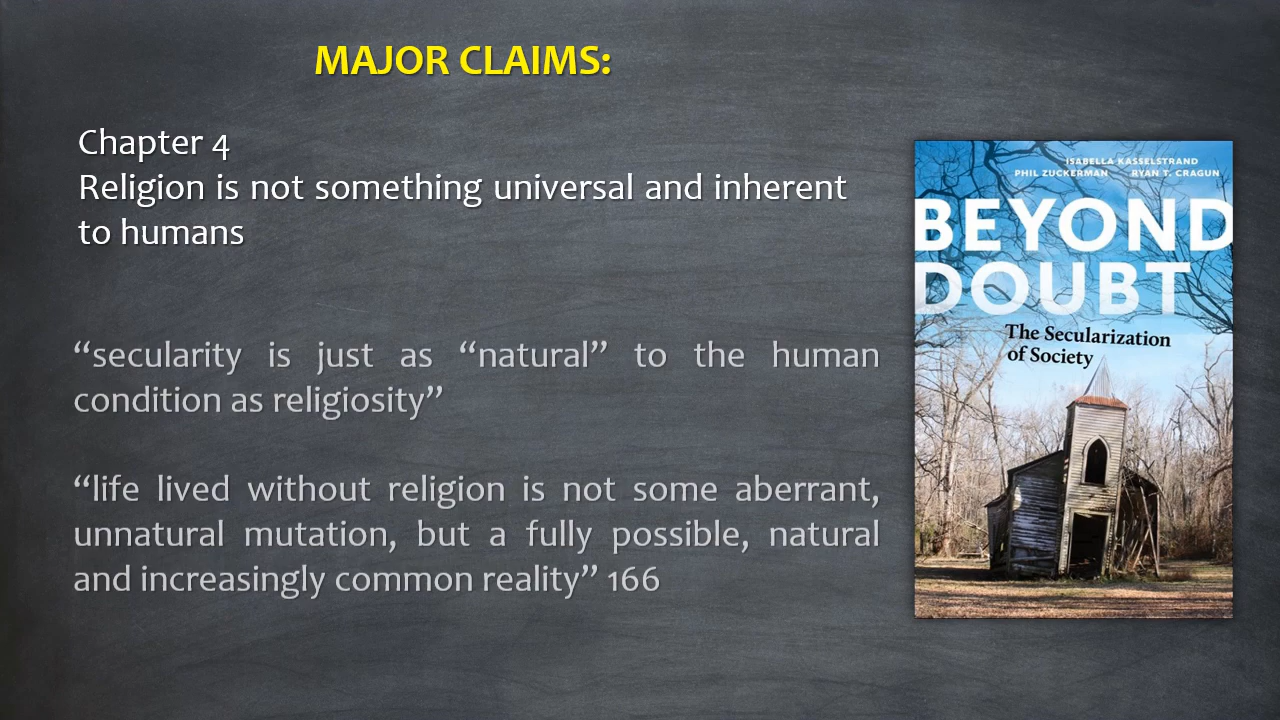 MAJOR CLAIMS:
Chapter 4
Religion is not something universal and inherent
to humans
“secularity is just as “natural” to the human
condition as religiosity”
“life lived without religion is not some aberrant,
unnatural mutation, but a fully possible, natural
and increasingly common reality” 166
ISABELLA KASSELSTRAND
PHIL ZUCKERMAN RYAN T. CRAGUN
BEYOND
DOUBT
The Secularization
of Society